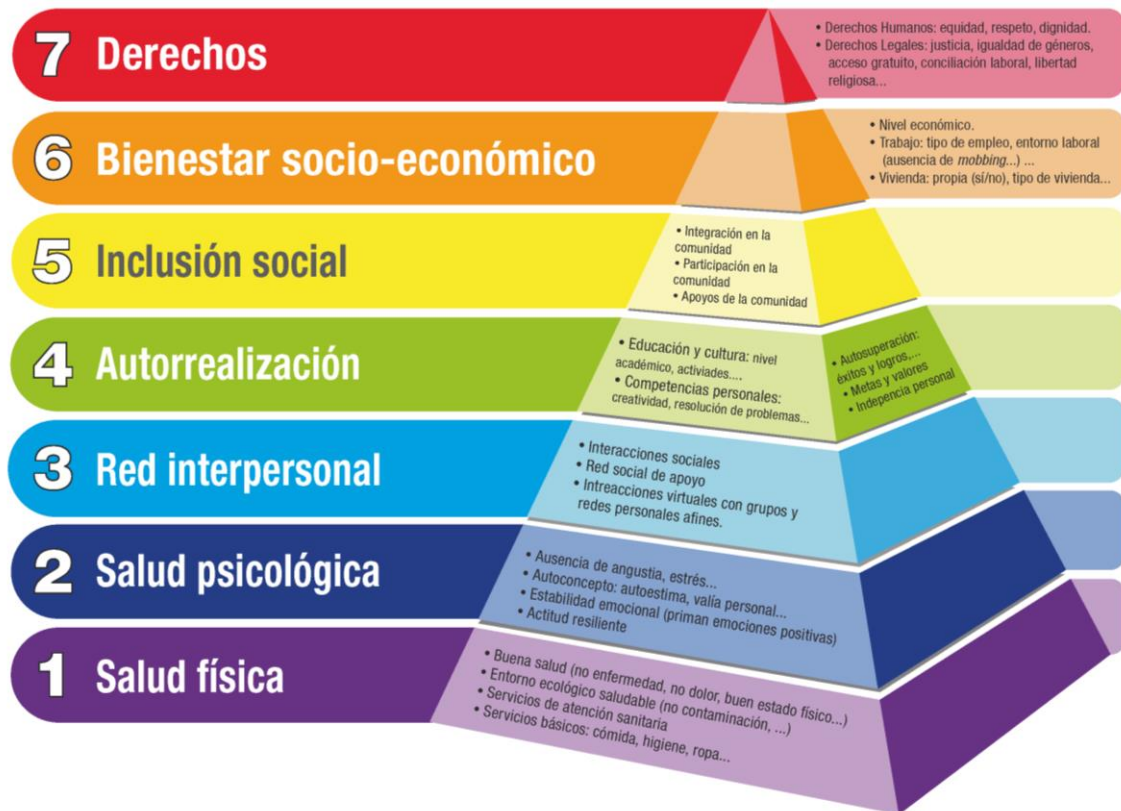 7 Derechos
• Derechos Humanos: equidad, respeto, dignidad.
• Derechos Legales: justicia, igualdad de géneros,
acceso gratuito, conciliación laboral, libertad
religiosa...
6 Bienestar socio-económico
• Nivel económico.
• Trabajo: tipo de empleo, entorno laboral
(ausencia de mobbing...) ...
• Vivienda: propia (sí/no), tipo de vivienda...
5 Inclusión social
• Integración en la
comunidad
• Participación en la
comunidad
• Apoyos de la comunidad
4 Autorrealización
• Educación y cultura: nivel
académico, activiades....
• Competencias personales:
creatividad, resolución de problemas...
• Autosuperación:
éxitos y logros,...
• Metas y valores
• Indepencia personal
3 Red interpersonal
• Interacciones sociales
• Red social de apoyo
• Intreacciones virtuales con grupos y
redes personales afines.
2 Salud psicológica
• Ausencia de angustia, estrés...
• Autoconcepto: autoestima, valía personal...
• Estabilidad emocional (priman emociones positivas)
• Actitud resiliente
1 Salud física
• Buena salud (no enfermedad, no dolor, buen estado físico...)
• Entorno ecológico saludable (no contaminación, ...)
• Servicios de atención sanitaria
• Servicios básicos: cómida, higiene, ropa...